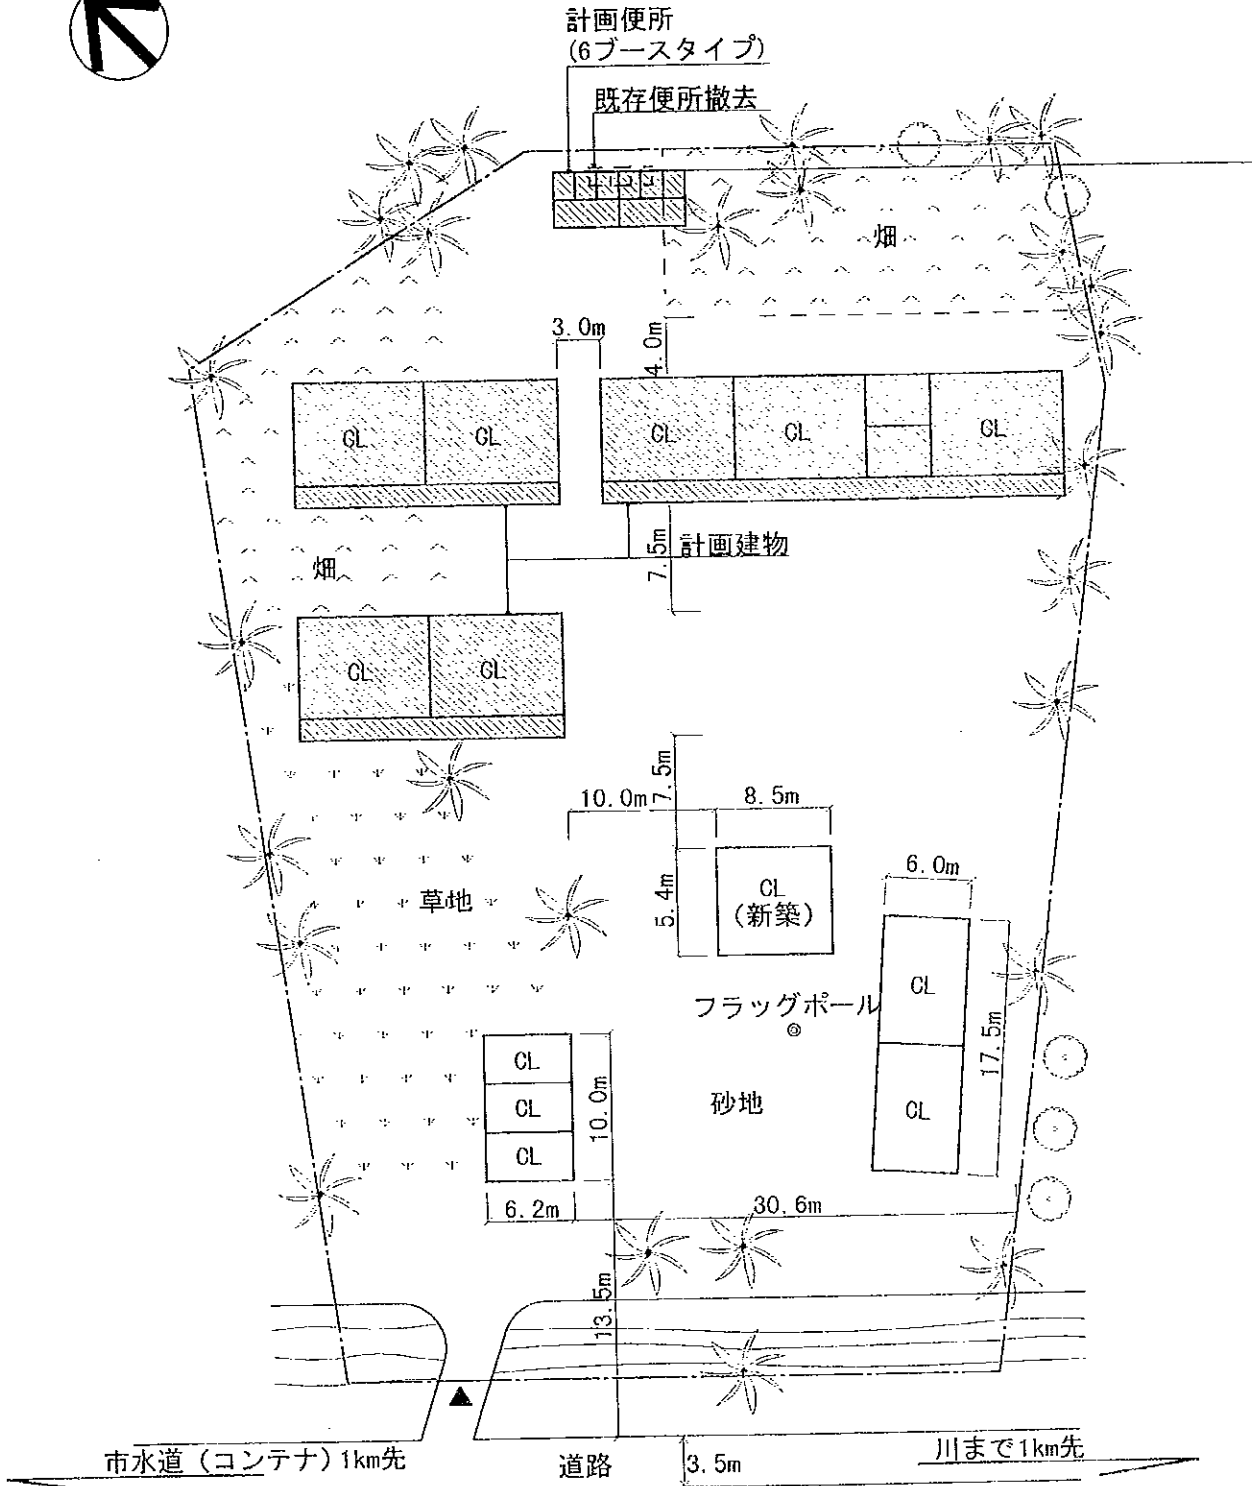 計画便所
(6ブースタイプ)
既存便所撤去
畑
3.0m
4.0m
CL
CL
CL
CL
CL
計画建物
7.5m
畑
CL
CL
7.5m
10.0m
8.5m
5.4m
CL
(新築)
6.0m
草地
CL
フラッグポール
17.5m
CL
CL
CL
10.0m
砂地
CL
6.2m
30.6m
13.5m
市水道(コンテナ)1km先
道路
3.5m
川まで1km先